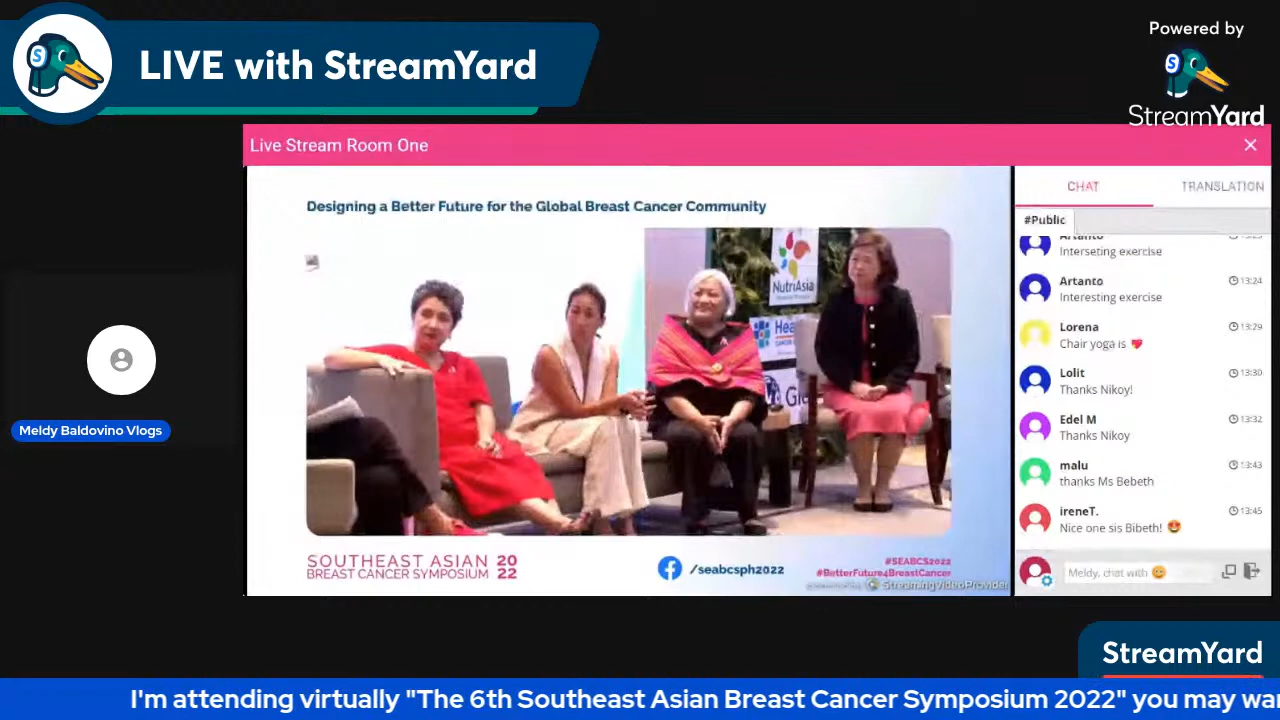 LIVE with StreamYard
Powered by
StreamYard
Live Stream Room One
Designing a Better Future for the Global Breast Cancer Community
CHAT
TRANSLATION
#Public
Artanto
Interseting exercise
Artanto
13:24
Interesting exercise
Lorena
13:29
Chair yoga is 💖
Lolit
13:30
Thanks Nikoy!
Edel M
13:32
Thanks Nikoy
malu
13:43
thanks Ms Bebeth
ireneT.
13:45
Nice one sis Bibeth! 😍
Meldy, chat with 😊
NutriAsia
Meldy Baldovino Vlogs
SOUTHEAST ASIAN 20
BREAST CANCER SYMPOSIUM 22
/seabcsph2022
#SEABCS2022
#BetterFuture4BreastCancer
StreamingVideoProvider
StreamYard
I'm attending virtually "The 6th Southeast Asian Breast Cancer Symposium 2022" you may wa